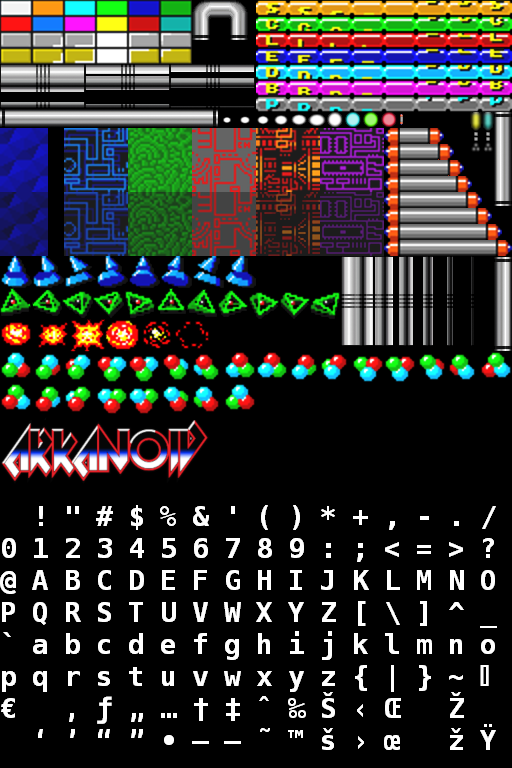 S
C
L
E
D
B
P
ARKANOID
! " # $ % & ' ( ) * + , - . /
0 1 2 3 4 5 6 7 8 9 : ; < = > ?
@ A B C D E F G H I J K L M N O
P Q R S T U V W X Y Z [ \ ] ^ _
` a b c d e f g h i j k l m n o
p q r s t u v w x y z { | } ~ ▯
€ ‚ ƒ „ … † ‡ ˆ ‰ Š ‹ Œ Ž
‘ ’ “ ” • – — ˜ ™ š › œ ž Ÿ